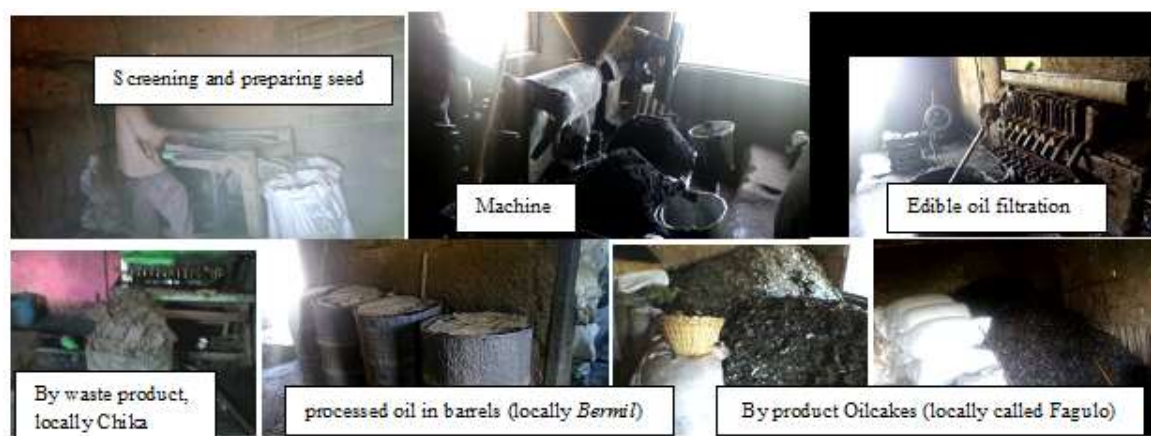 Screening and preparing seed
Machine
Edible oil filtration
By waste product,
locally Chika
processed oil in barrels (locally Bermil)
By product Oilcakes (locally called Fagulo)